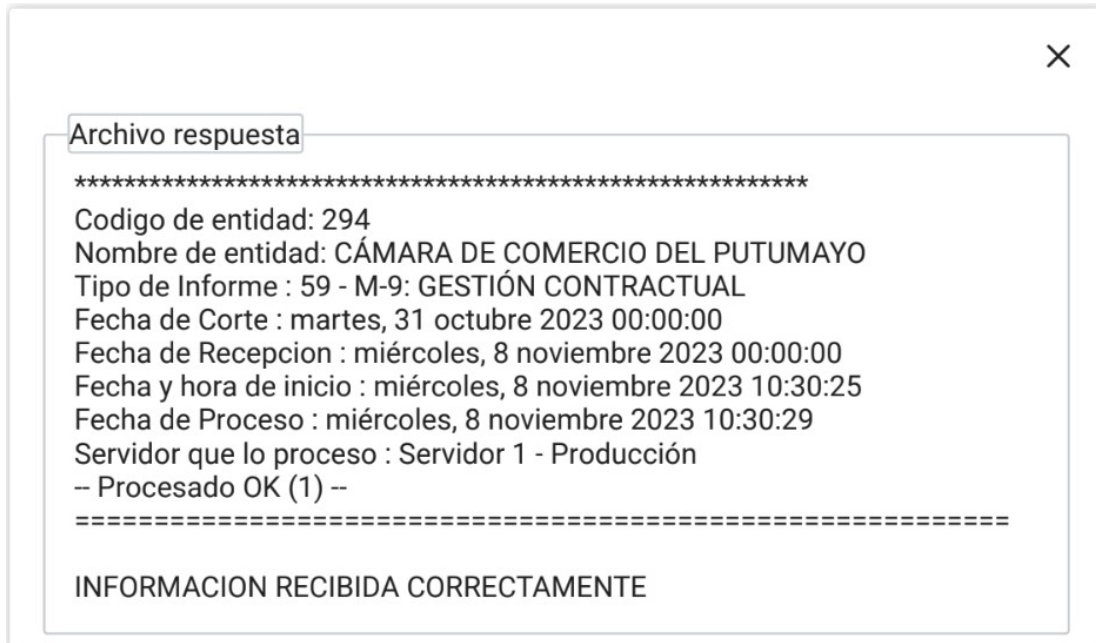 Archivo respuesta
***********************************************************
Codigo de entidad: 294
Nombre de entidad: CÁMARA DE COMERCIO DEL PUTUMAYO
Tipo de Informe : 59 - M-9: GESTIÓN CONTRACTUAL
Fecha de Corte : martes, 31 octubre 2023 00:00:00
Fecha de Recepcion : miércoles, 8 noviembre 2023 00:00:00
Fecha y hora de inicio : miércoles, 8 noviembre 2023 10:30:25
Fecha de Proceso : miércoles, 8 noviembre 2023 10:30:29
Servidor que lo proceso : Servidor 1 - Producción
-- Procesado OK (1) --
===========================================================
INFORMACION RECIBIDA CORRECTAMENTE